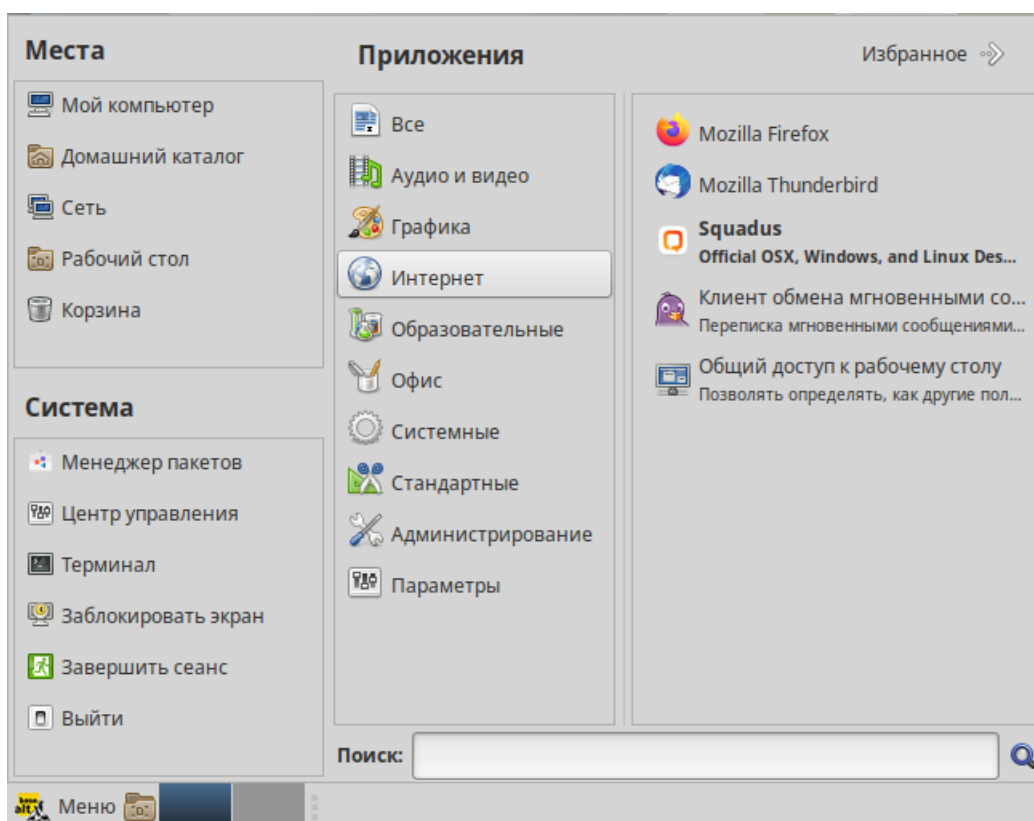 Места
Мой компьютер
Домашний каталог
Сеть
Рабочий стол
Корзина
Система
Менеджер пакетов
Центр управления
Терминал
Заблокировать экран
Завершить сеанс
Выйти
Приложения
Избранное
Все
Аудио и видео
Графика
Интернет
Образовательные
Офис
Системные
Стандартные
Администрирование
Параметры
Mozilla Firefox
Mozilla Thunderbird
Squadus
Official OSX, Windows, and Linux Des...
Клиент обмена мгновенными со...
Переписка мгновенными сообщениями...
Общий доступ к рабочему столу
Позволять определять, как другие пол...
Поиск:
base
alt
Меню